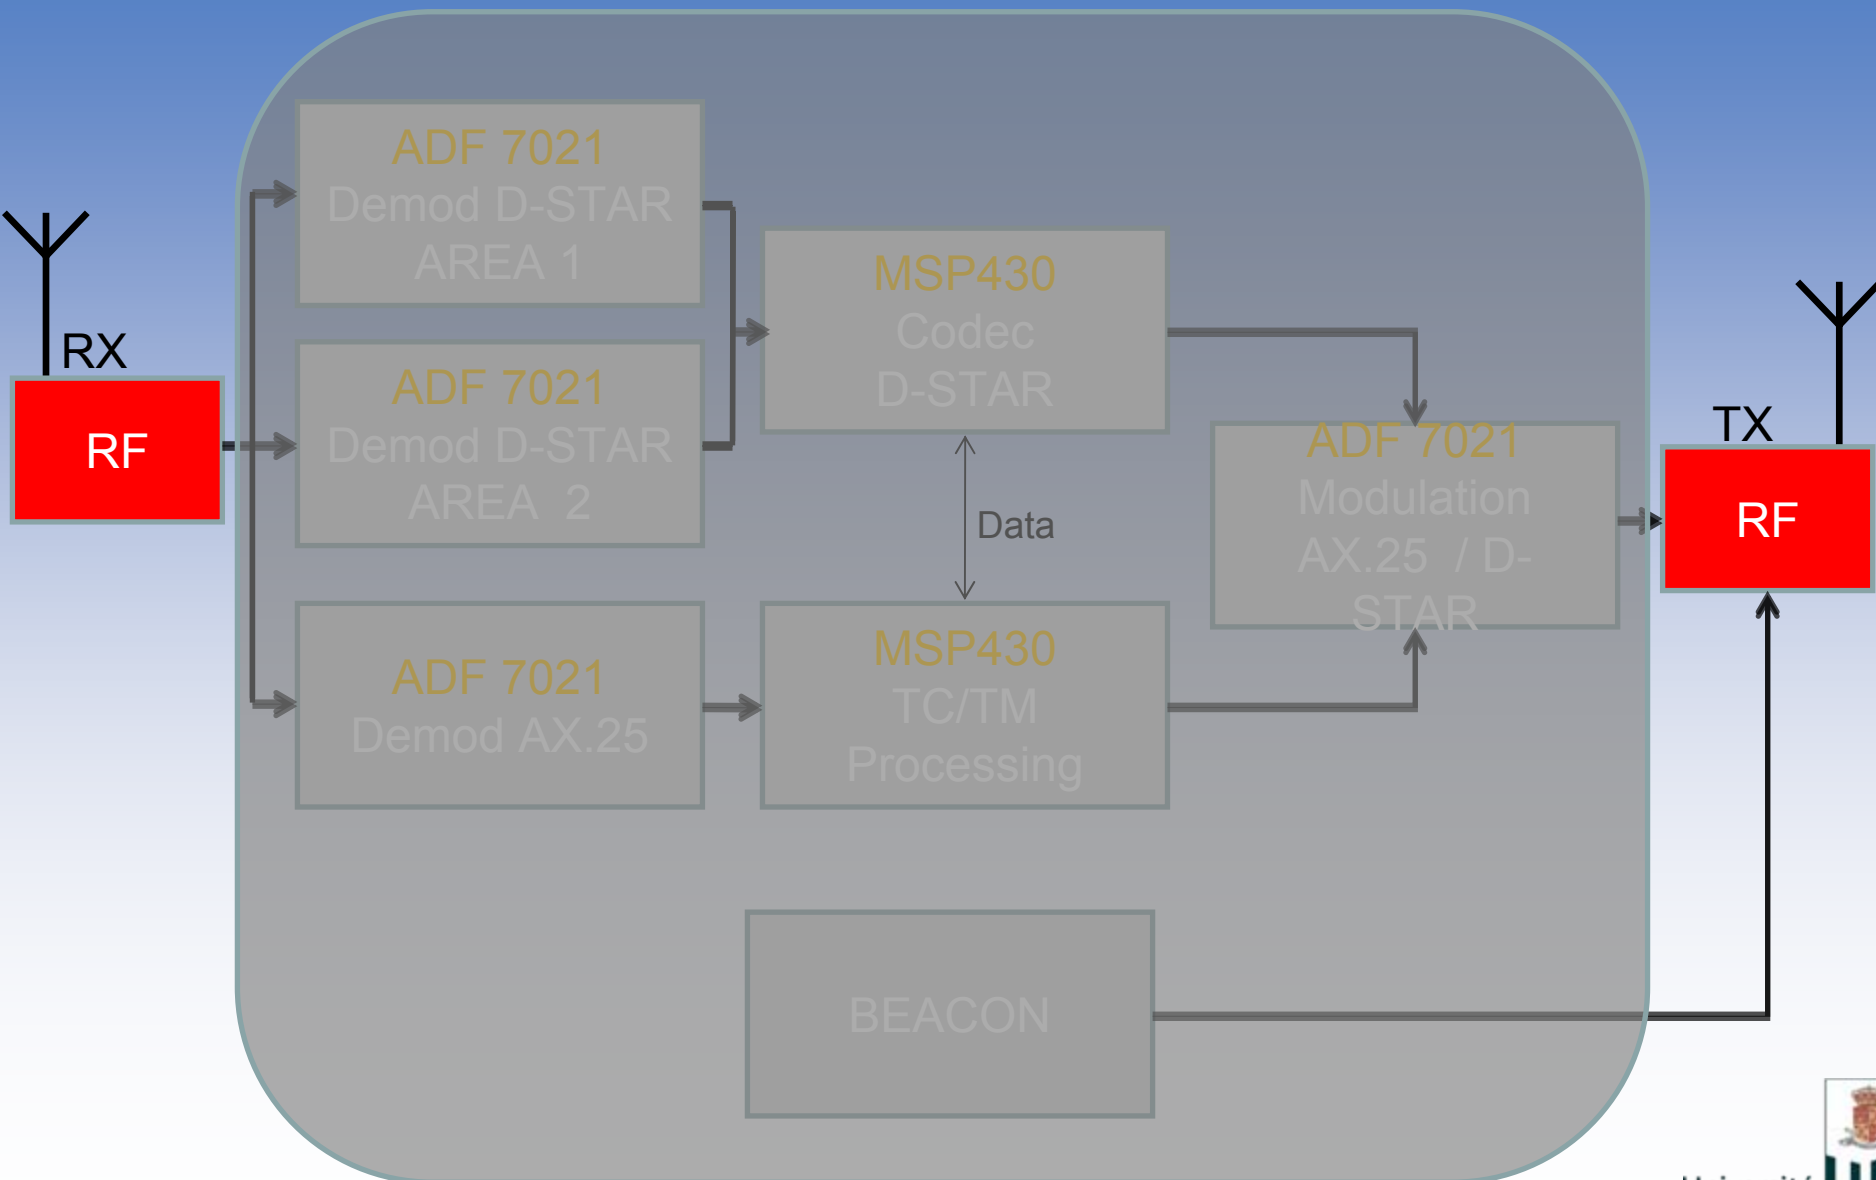 ADF 7021
Demod D-STAR
AREA 1
RX
RF
ADF 7021
Demod D-STAR
AREA 2
ADF 7021
Demod AX.25
MSP430
Codec
D-STAR
Data
MSP430
TC/TM
Processing
ADF 7021
Modulation
AX.25 / D-
STAR
TX
RF
BEACON